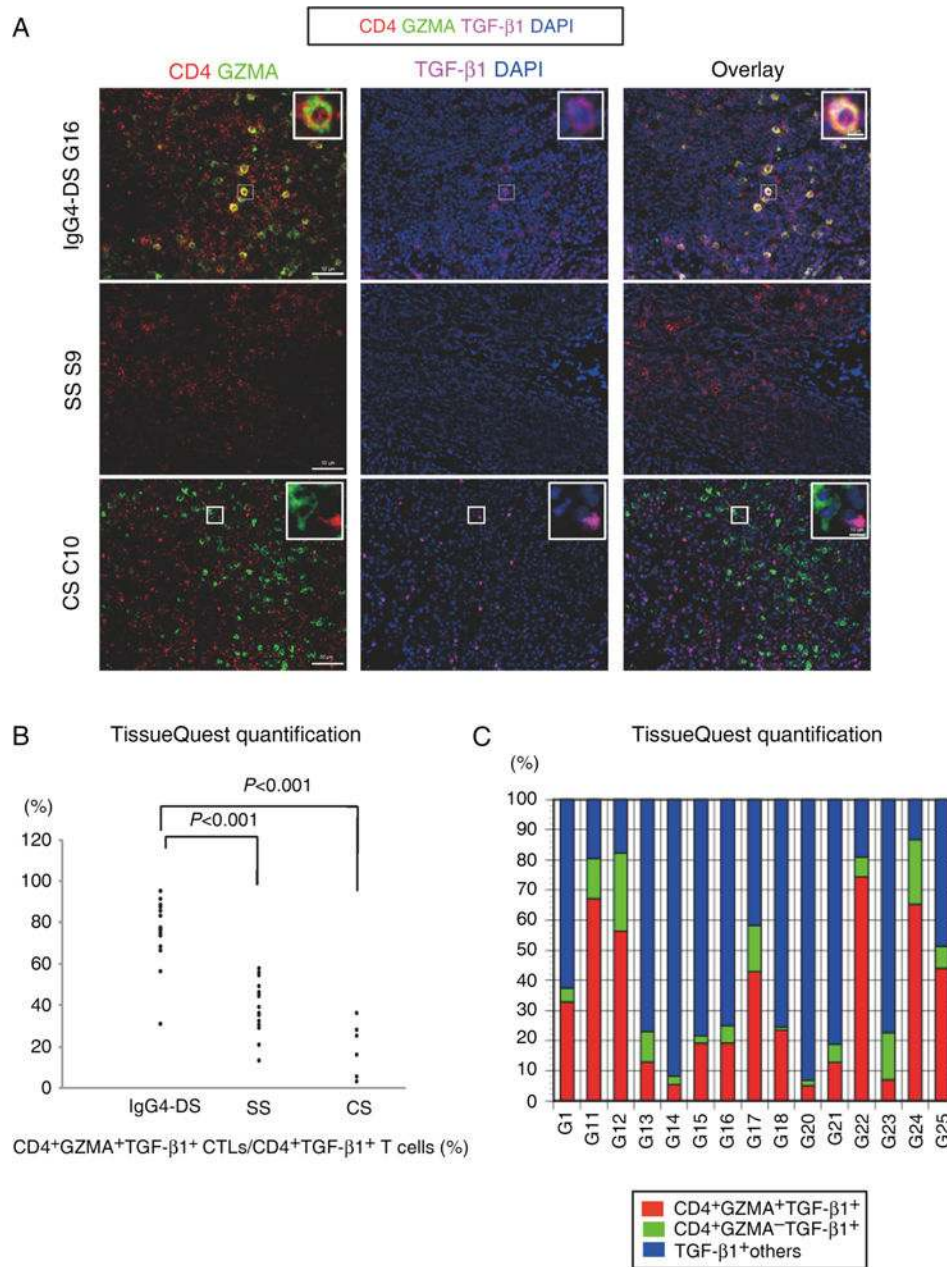 A
CD4 GZMA TGF-β1 DAPI
CD4 GZMA
TGF-β1 DAPI
Overlay
IgG4-DS G16
SS S9
CS C10
B
TissueQuest quantification
(%)
P<0.001
P<0.001
120
100
80
60
40
20
0
IgG4-DS
SS
CS
CD4+GZMA+TGF-β1+ CTLs/CD4+TGF-β1+ T cells (%)
C
TissueQuest quantification
(%)
100
90
80
70
60
50
40
30
20
10
0
G1
G11
G12
G13
G14
G15
G16
G17
G18
G20
G21
G22
G23
G24
G25
CD4+GZMA+TGF-β1+
CD4+GZMA−TGF-β1+
TGF-β1+others